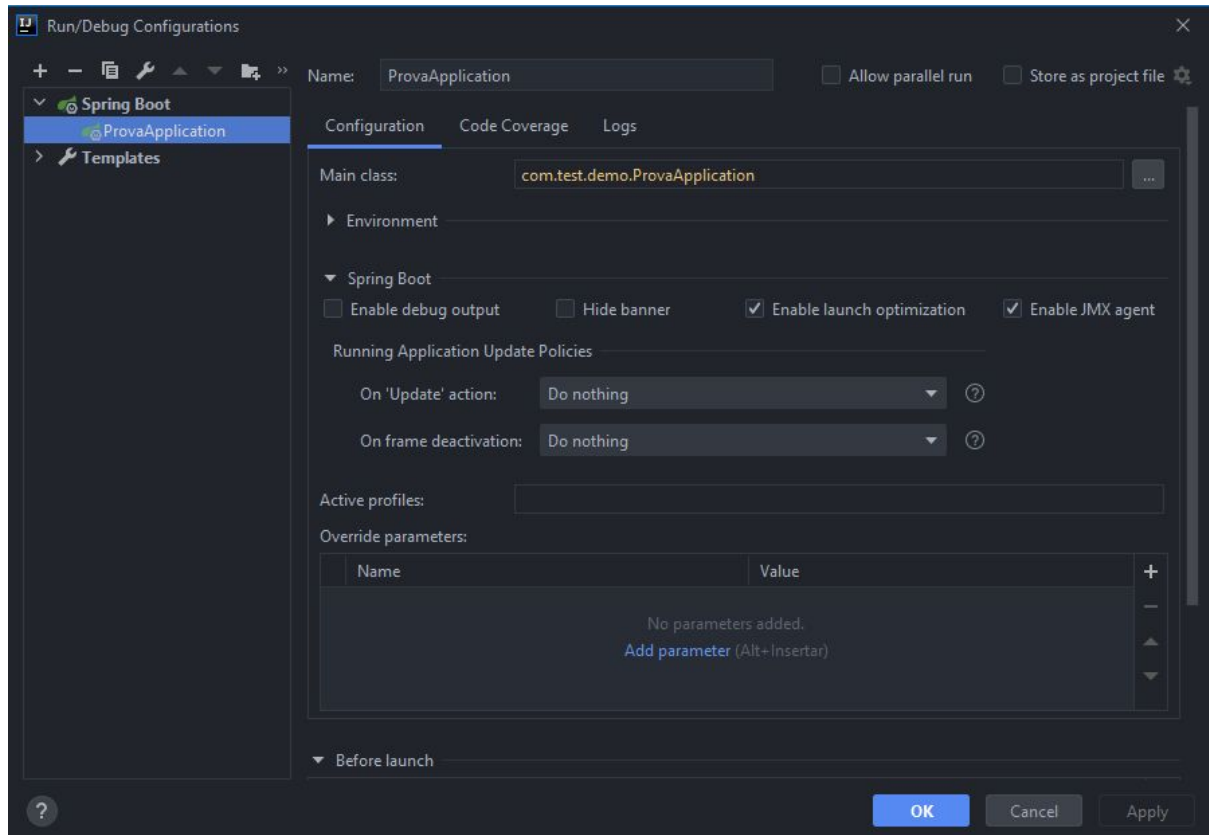 Run/Debug Configurations
Name: ProvaApplication Allow parallel run Store as project file
Spring Boot
ProvaApplication
Templates
Configuration Code Coverage Logs
Main class: com.test.demo.ProvaApplication ...
Environment
Spring Boot
Enable debug output Hide banner Enable launch optimization Enable JMX agent
Running Application Update Policies
On 'Update' action: Do nothing ?
On frame deactivation: Do nothing ?
Active profiles:
Override parameters:
Name Value
No parameters added.
Add parameter (Alt+Insertar)
Before launch
? OK Cancel Apply